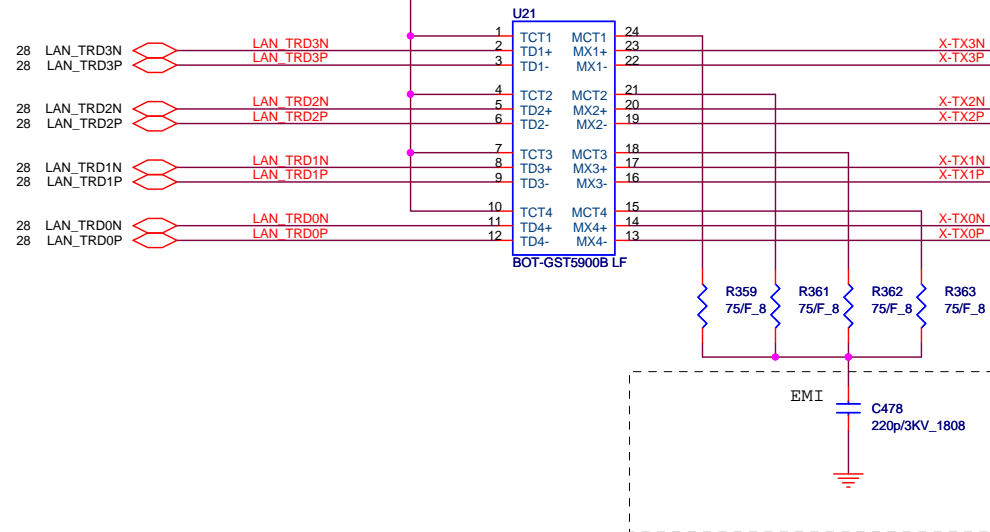 U21
1 TCT1 MCT1 24
28 LAN_TRD3N LAN_TRD3N 2 TD1+ MX1+ 23 X-TX3N
28 LAN_TRD3P LAN_TRD3P 3 TD1- MX1- 22 X-TX3P
4 TCT2 MCT2 21
28 LAN_TRD2N LAN_TRD2N 5 TD2+ MX2+ 20 X-TX2N
28 LAN_TRD2P LAN_TRD2P 6 TD2- MX2- 19 X-TX2P
7 TCT3 MCT3 18
28 LAN_TRD1N LAN_TRD1N 8 TD3+ MX3+ 17 X-TX1N
28 LAN_TRD1P LAN_TRD1P 9 TD3- MX3- 16 X-TX1P
10 TCT4 MCT4 15
28 LAN_TRD0N LAN_TRD0N 11 TD4+ MX4+ 14 X-TX0N
28 LAN_TRD0P LAN_TRD0P 12 TD4- MX4- 13 X-TX0P
BOT-GST5900B LF
R359 R361 R362 R363
75/F_8 75/F_8 75/F_8 75/F_8
EMI
C478
220p/3KV_1808